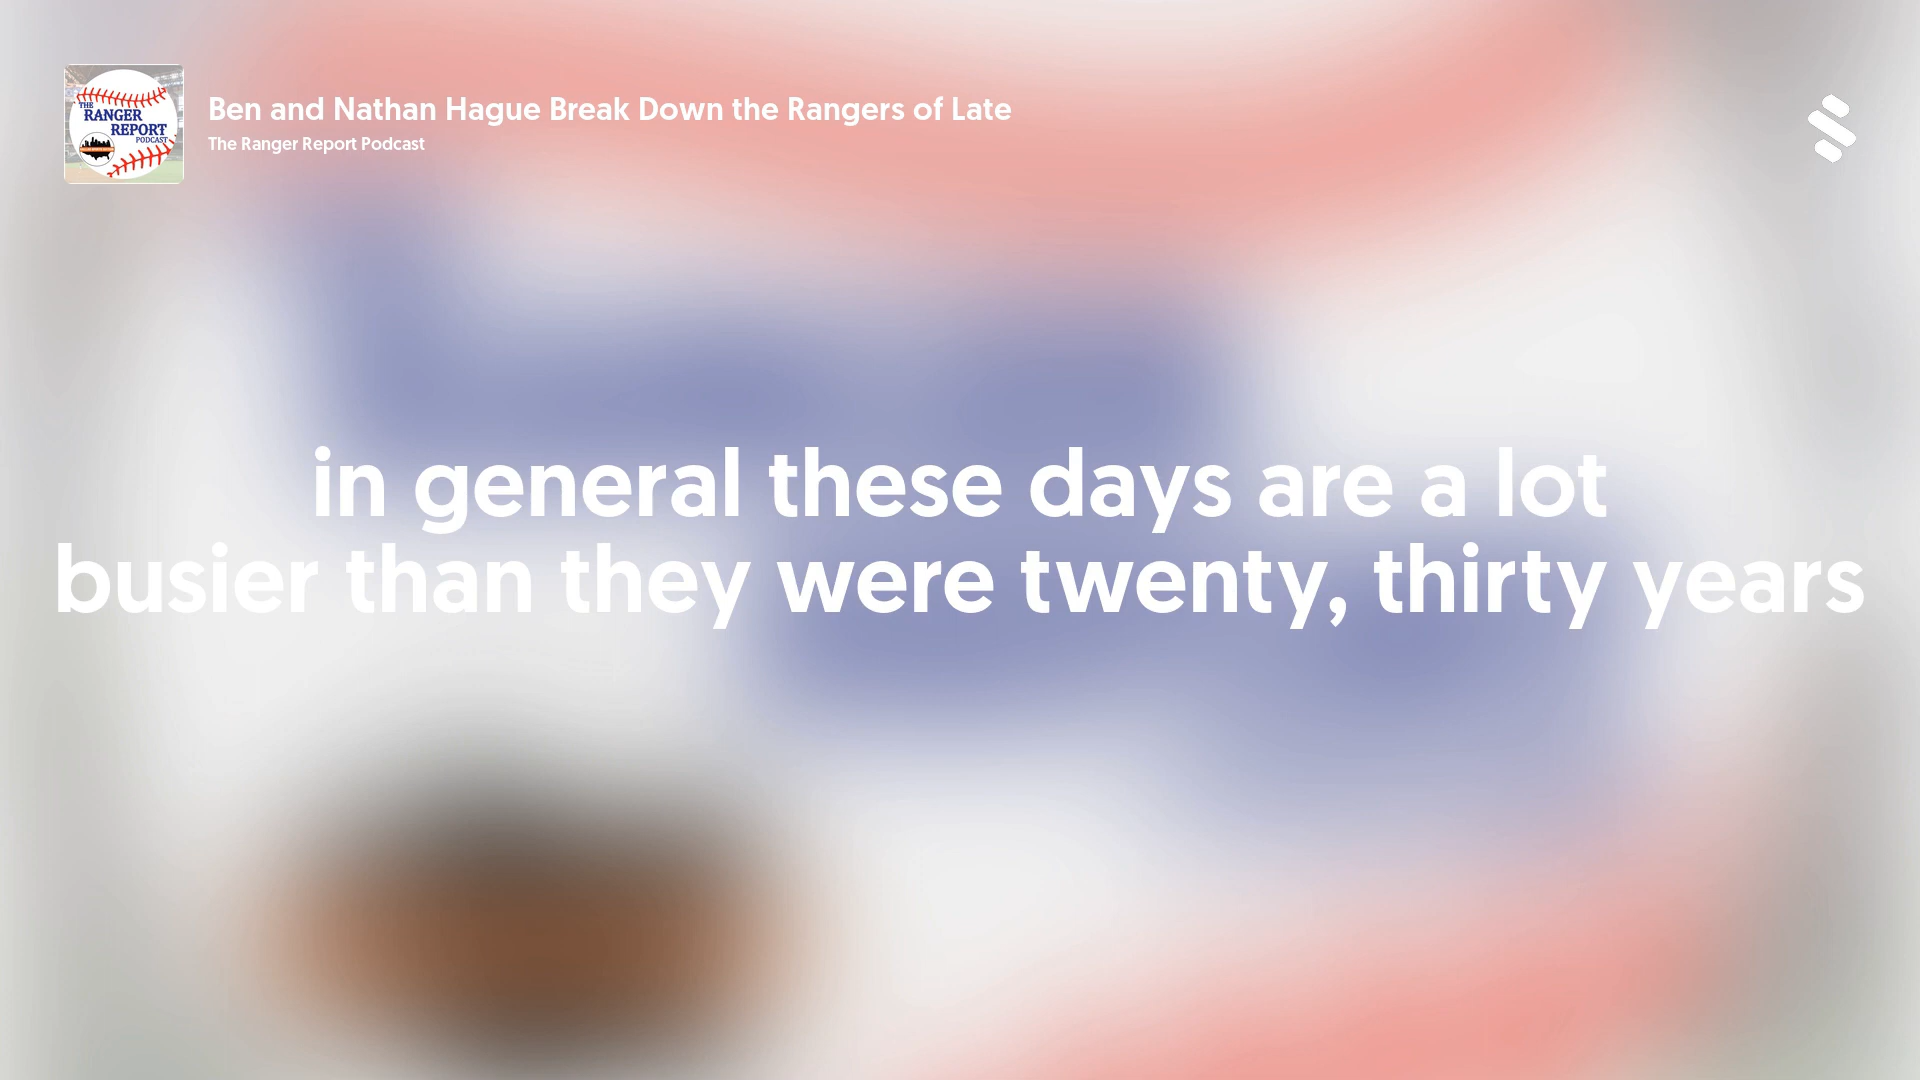 THE
RANGER
REPORT
PODCAST
Ben and Nathan Hague Break Down the Rangers of Late
The Ranger Report Podcast
in general these days are a lot
busier than they were twenty, thirty years